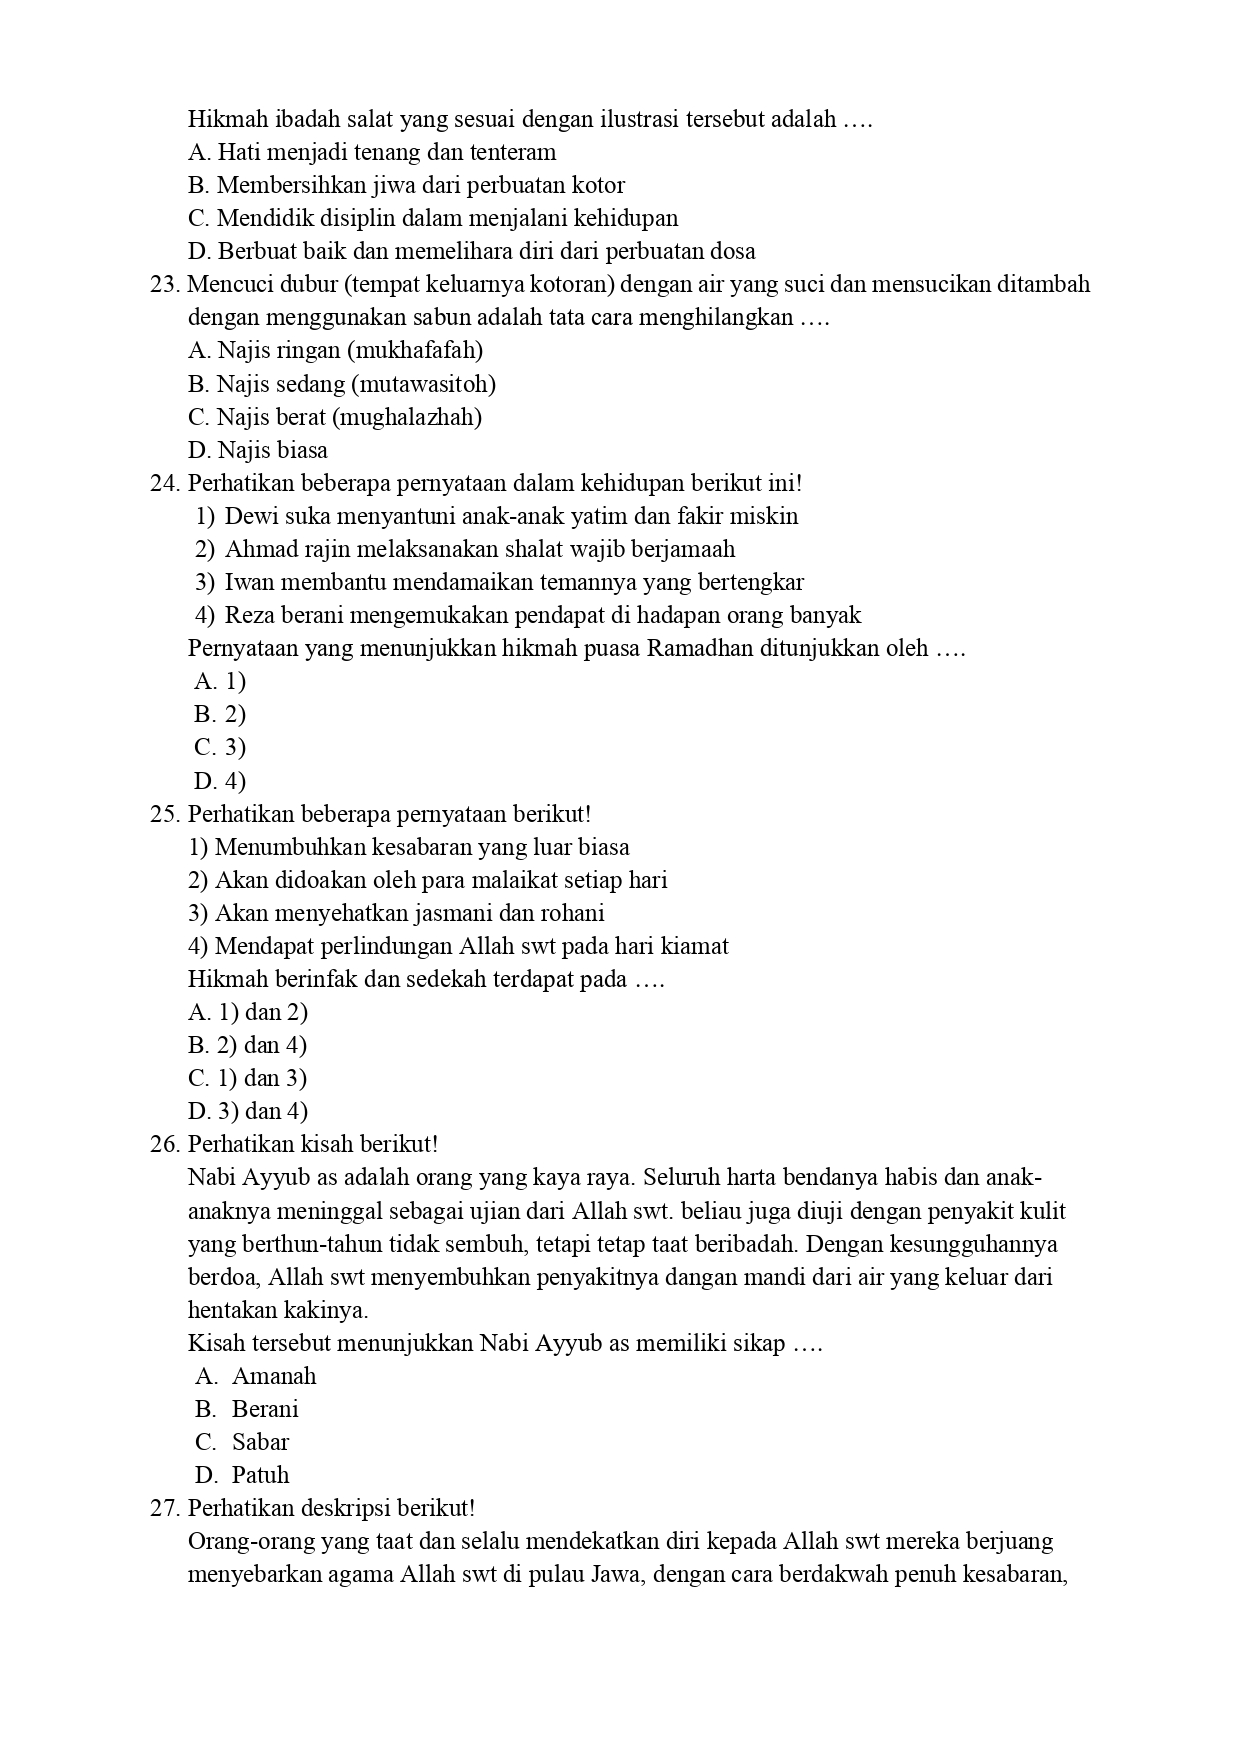 Hikmah ibadah salat yang sesuai dengan ilustrasi tersebut adalah ….
A. Hati menjadi tenang dan tenteram
B. Membersihkan jiwa dari perbuatan kotor
C. Mendidik disiplin dalam menjalani kehidupan
D. Berbuat baik dan memelihara diri dari perbuatan dosa
23. Mencuci dubur (tempat keluarnya kotoran) dengan air yang suci dan mensucikan ditambah
dengan menggunakan sabun adalah tata cara menghilangkan ….
A. Najis ringan (mukhafafah)
B. Najis sedang (mutawasitoh)
C. Najis berat (mughalazhah)
D. Najis biasa
24. Perhatikan beberapa pernyataan dalam kehidupan berikut ini!
1) Dewi suka menyantuni anak-anak yatim dan fakir miskin
2) Ahmad rajin melaksanakan shalat wajib berjamaah
3) Iwan membantu mendamaikan temannya yang bertengkar
4) Reza berani mengemukakan pendapat di hadapan orang banyak
Pernyataan yang menunjukkan hikmah puasa Ramadhan ditunjukkan oleh ….
A. 1)
B. 2)
C. 3)
D. 4)
25. Perhatikan beberapa pernyataan berikut!
1) Menumbuhkan kesabaran yang luar biasa
2) Akan didoakan oleh para malaikat setiap hari
3) Akan menyehatkan jasmani dan rohani
4) Mendapat perlindungan Allah swt pada hari kiamat
Hikmah berinfak dan sedekah terdapat pada ….
A. 1) dan 2)
B. 2) dan 4)
C. 1) dan 3)
D. 3) dan 4)
26. Perhatikan kisah berikut!
Nabi Ayyub as adalah orang yang kaya raya. Seluruh harta bendanya habis dan anak-
anaknya meninggal sebagai ujian dari Allah swt. beliau juga diuji dengan penyakit kulit
yang berthun-tahun tidak sembuh, tetapi tetap taat beribadah. Dengan kesungguhannya
berdoa, Allah swt menyembuhkan penyakitnya dangan mandi dari air yang keluar dari
hentakan kakinya.
Kisah tersebut menunjukkan Nabi Ayyub as memiliki sikap ….
A. Amanah
B. Berani
C. Sabar
D. Patuh
27. Perhatikan deskripsi berikut!
Orang-orang yang taat dan selalu mendekatkan diri kepada Allah swt mereka berjuang
menyebarkan agama Allah swt di pulau Jawa, dengan cara berdakwah penuh kesabaran,